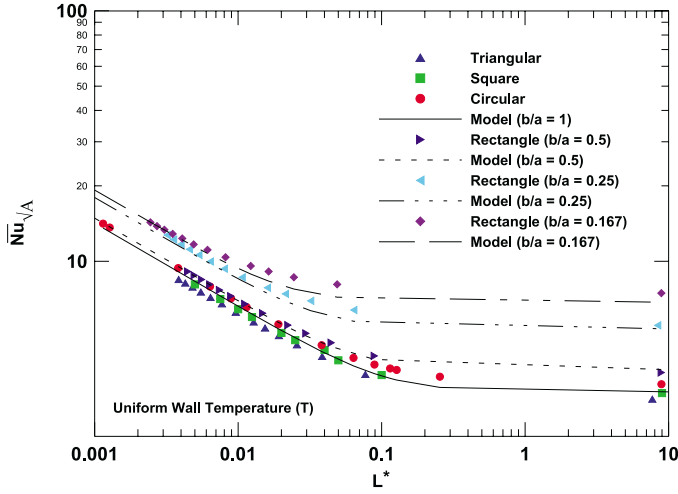 100
90
80
70
60
50
40
30
20
10
Nu√A
Triangular
Square
Circular
Model (b/a = 1)
Rectangle (b/a = 0.5)
Model (b/a = 0.5)
Rectangle (b/a = 0.25)
Model (b/a = 0.25)
Rectangle (b/a = 0.167)
Model (b/a = 0.167)
Uniform Wall Temperature (T)
0.001 0.01 0.1 1 10
L*